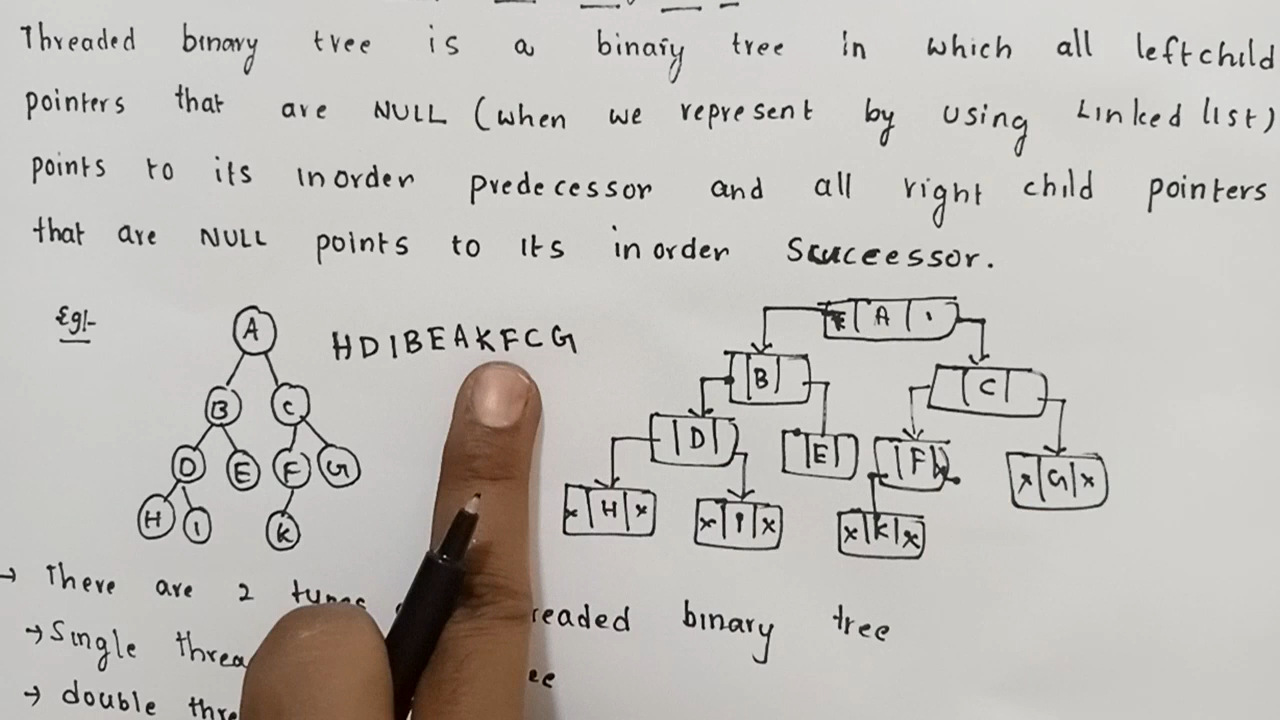 Threaded binary tree is a binary tree in which all leftchild
pointers that are NULL (when we represent by using Linked list)
points to its inorder predecessor and all right child pointers
that are NULL points to its inorder Successor.
Eg:-
HDIBEAKFCG
A
B C
D E F G
H I K
A
B C
D E F
x G x
x H x x I x x K x
→ There are 2 types readed binary tree
→ Single threa ee
→ double thre